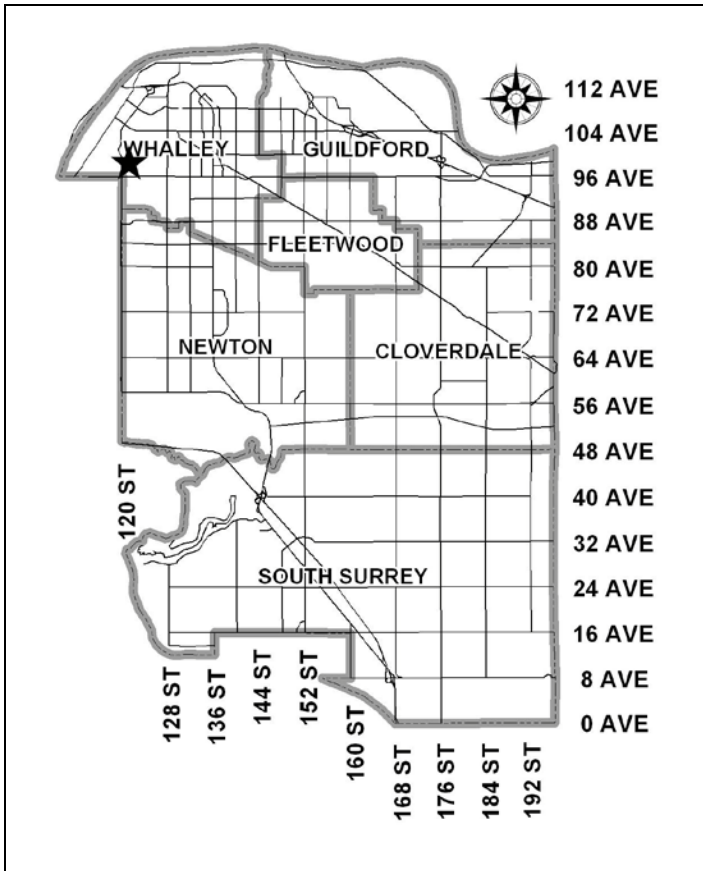 112 AVE
104 AVE
WHALLEY
GUILDFORD
96 AVE
88 AVE
FLEETWOOD
80 AVE
72 AVE
NEWTON
CLOVERDALE
64 AVE
56 AVE
48 AVE
120 ST
40 AVE
32 AVE
SOUTH SURREY
24 AVE
16 AVE
8 AVE
0 AVE
128 ST
136 ST
144 ST
152 ST
160 ST
168 ST
176 ST
184 ST
192 ST